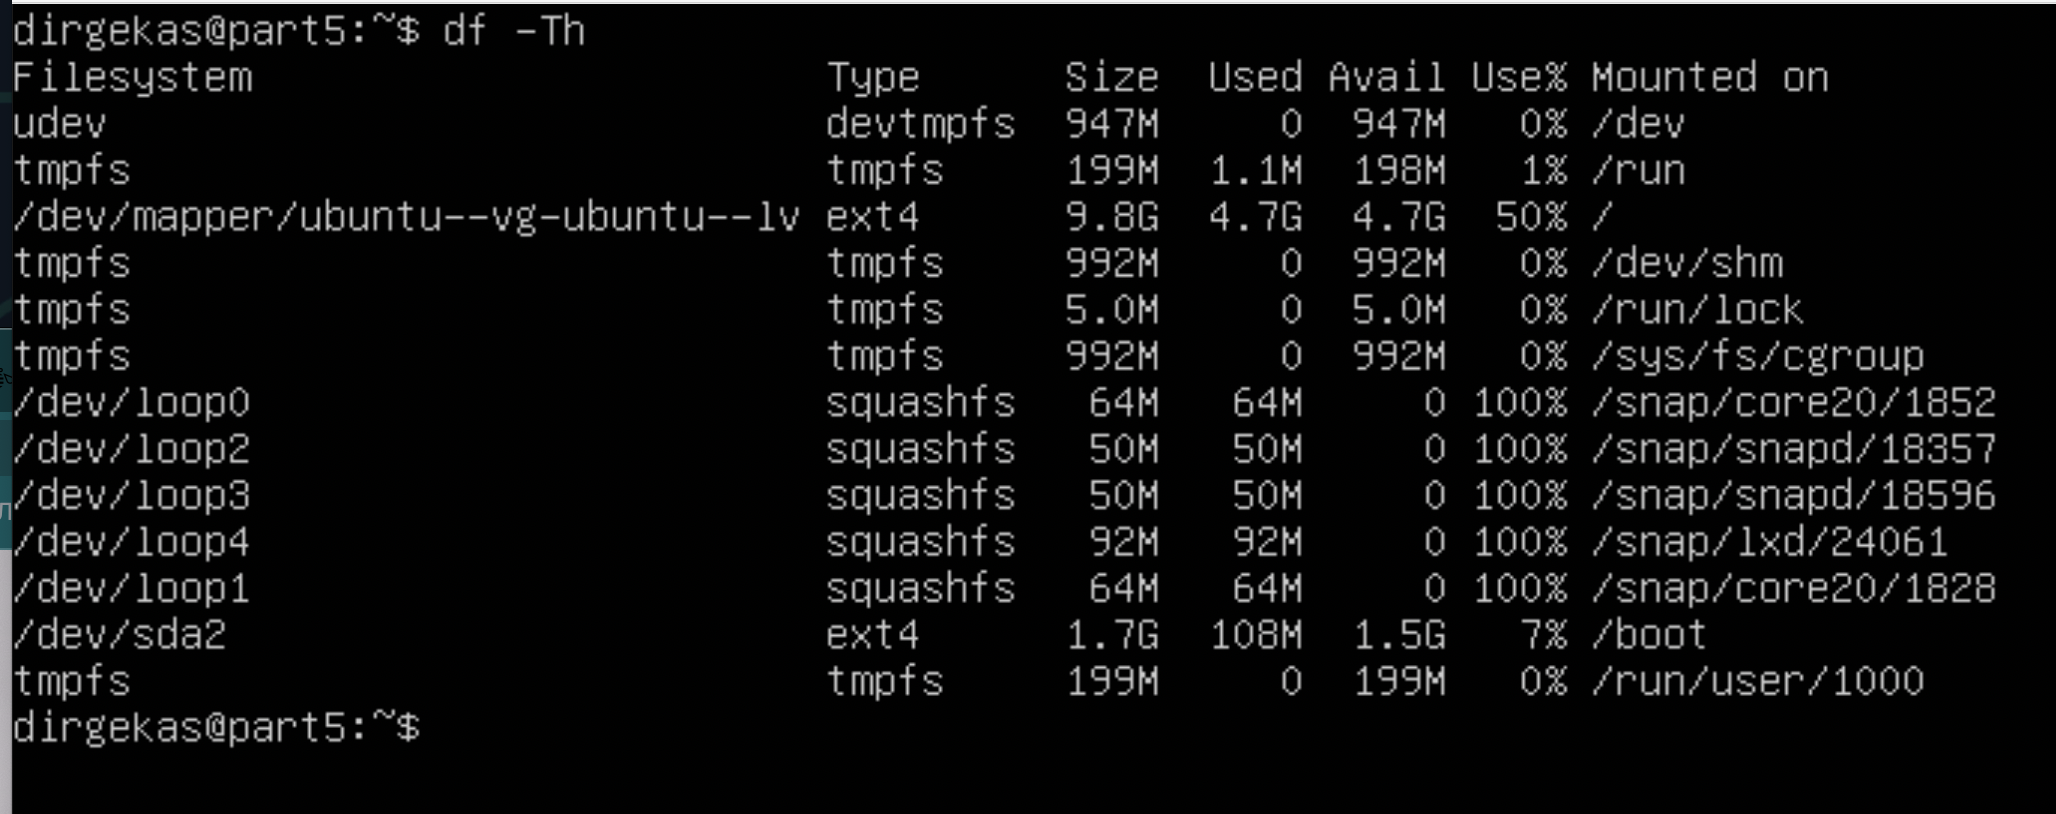 dirgekas@part5:~$ df -Th
Filesystem                        Type      Size  Used Avail Use% Mounted on
udev                              devtmpfs  947M     0  947M   0% /dev
tmpfs                             tmpfs     199M  1.1M  198M   1% /run
/dev/mapper/ubuntu--vg-ubuntu--lv ext4      9.8G  4.7G  4.7G  50% /
tmpfs                             tmpfs     992M     0  992M   0% /dev/shm
tmpfs                             tmpfs     5.0M     0  5.0M   0% /run/lock
tmpfs                             tmpfs     992M     0  992M   0% /sys/fs/cgroup
/dev/loop0                        squashfs   64M   64M     0 100% /snap/core20/1852
/dev/loop2                        squashfs   50M   50M     0 100% /snap/snapd/18357
/dev/loop3                        squashfs   50M   50M     0 100% /snap/snapd/18596
/dev/loop4                        squashfs   92M   92M     0 100% /snap/lxd/24061
/dev/loop1                        squashfs   64M   64M     0 100% /snap/core20/1828
/dev/sda2                         ext4      1.7G  108M  1.5G   7% /boot
tmpfs                             tmpfs     199M     0  199M   0% /run/user/1000
dirgekas@part5:~$